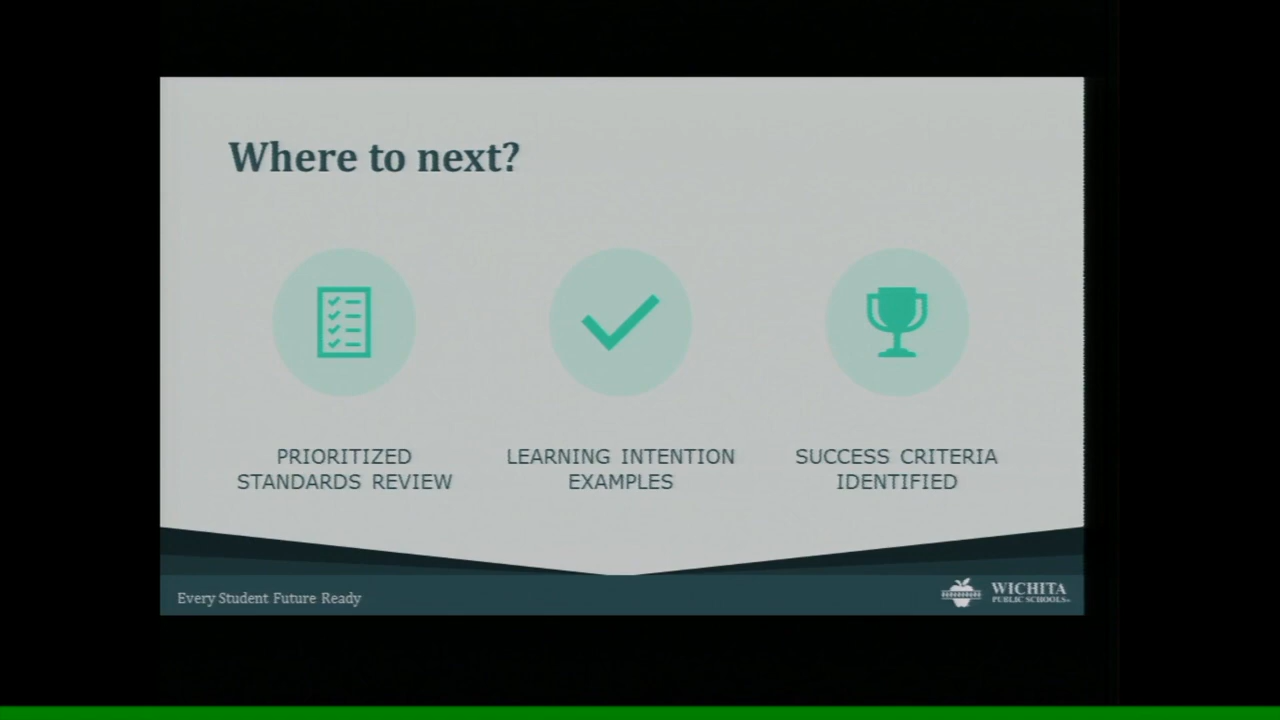 Where to next?
PRIORITIZED
STANDARDS REVIEW
LEARNING INTENTION
EXAMPLES
SUCCESS CRITERIA
IDENTIFIED
Every Student Future Ready
WICHITA
PUBLIC SCHOOLS